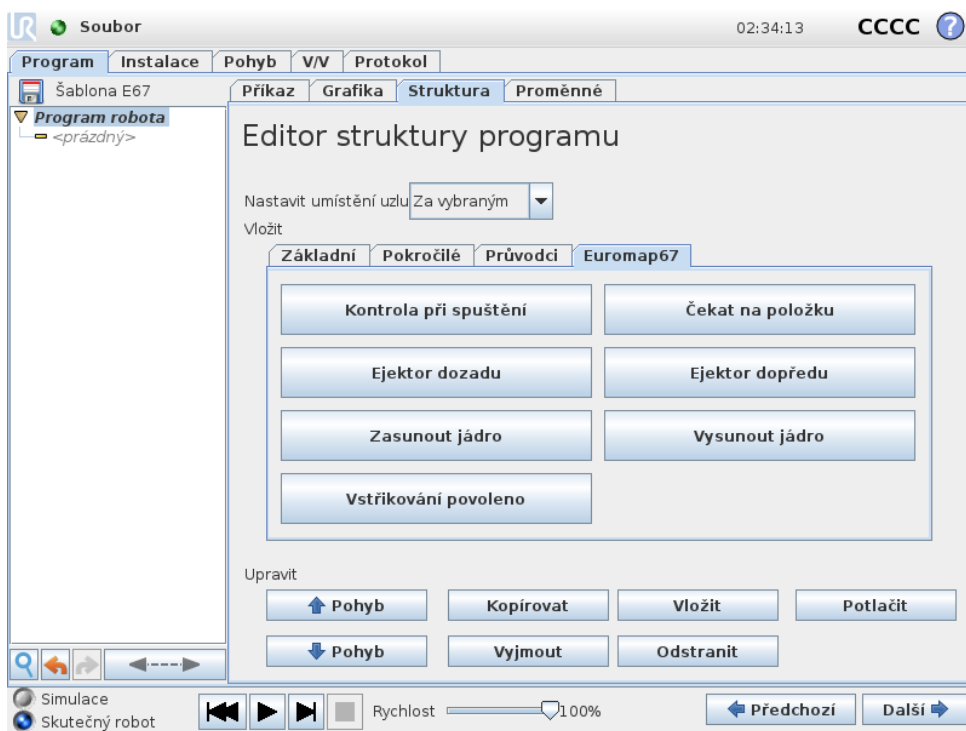 Soubor 02:34:13 CCCC ?
Program Instalace Pohyb V/V Protokol
Šablona E67 Příkaz Grafika Struktura Proměnné
Program robota
<prázdný>
Editor struktury programu
Nastavit umístění uzlu Za vybraným
Vložit
Základní Pokročilé Průvodci Euromap67
Kontrola při spuštění Čekat na položku
Ejektor dozadu Ejektor dopředu
Zasunout jádro Vysunout jádro
Vstřikování povoleno
Upravit
Pohyb Kopírovat Vložit Potlačit
Pohyb Vyjmout Odstranit
Simulace
Skutečný robot
Rychlost 100% Předchozí Další